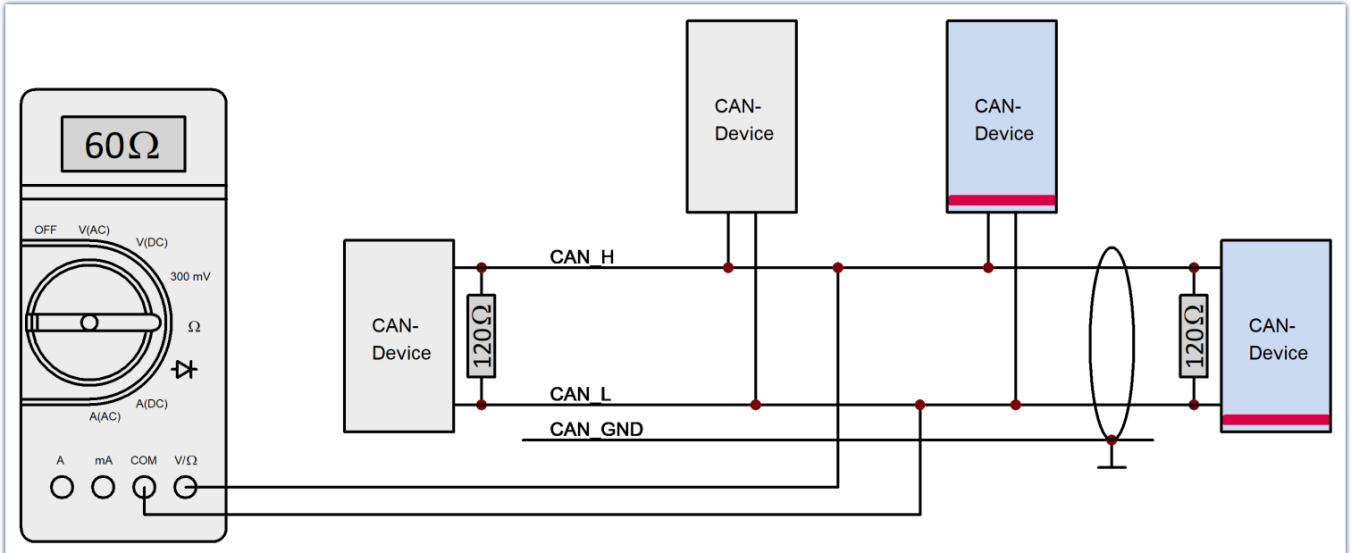 60Ω
OFF
V(AC)
V(DC)
300 mV
Ω
A(DC)
A(AC)
A
mA
COM
V/Ω
CAN-
Device
120Ω
CAN_H
CAN_L
CAN_GND
CAN-
Device
CAN-
Device
120Ω
CAN-
Device